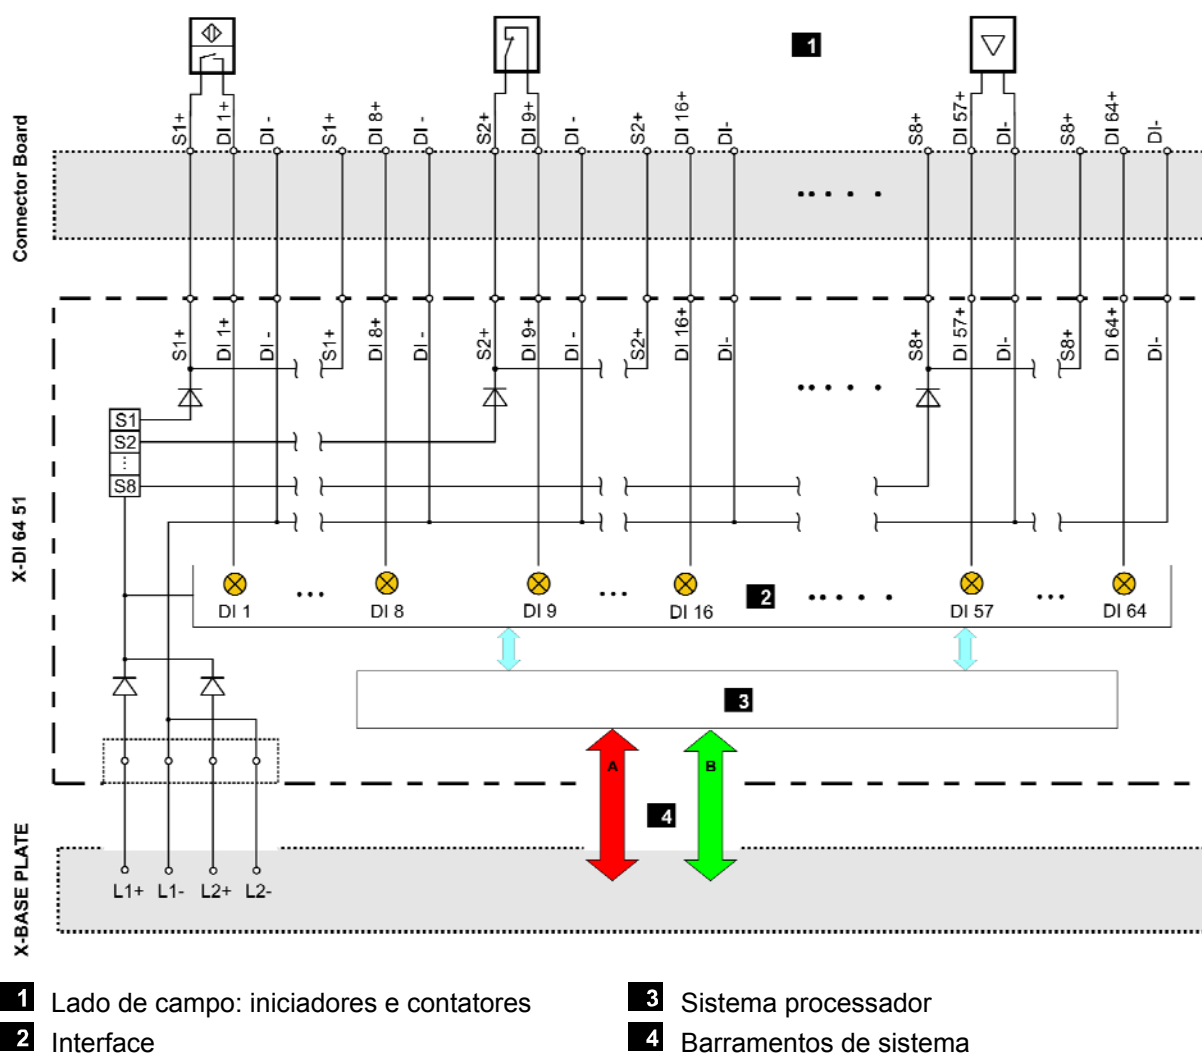 1
S1+ DI 1+ DI - S1+ DI 8+ DI - S2+ DI 9+ DI - S2+ DI 16+ DI- S8+ DI 57+ DI- S8+ DI 64+ DI-
Connector Board
S1+ DI 1+ DI - S1+ DI 8+ DI - S2+ DI 9+ DI - S2+ DI 16+ DI- S8+ DI 57+ DI- S8+ DI 64+ DI-
S1
S2
S8
X-DI 64 51
DI 1 ... DI 8 DI 9 ... DI 16 2 DI 57 ... DI 64
3
A B
4
X-BASE PLATE
L1+ L1- L2+ L2-
1 Lado de campo: iniciadores e contatores
3 Sistema processador
2 Interface
4 Barramentos de sistema